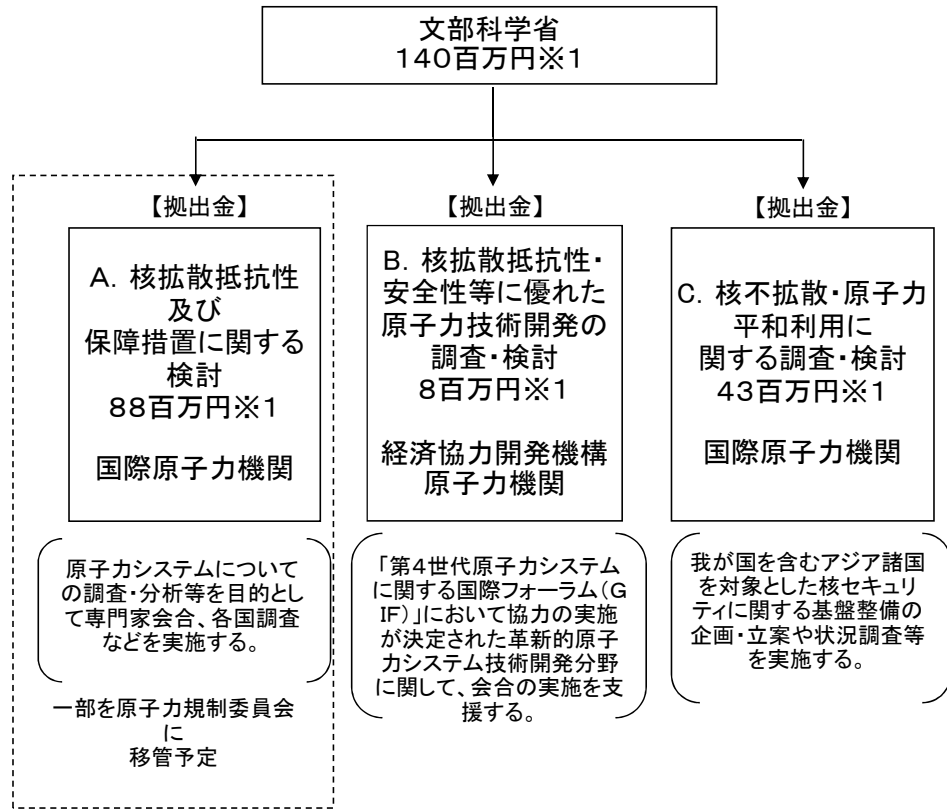 文部科学省
140百万円※1
【拠出金】
A．核拡散抵抗性
及び
保障措置に関する
検討
88百万円※1
国際原子力機関
原子力システムについて
の調査・分析等を目的とし
て専門家会合、各国調査
などを実施する。
一部を原子力規制委員会
に
移管予定
【拠出金】
B．核拡散抵抗性・
安全性等に優れた
原子力技術開発の
調査・検討
8百万円※1
経済協力開発機構
原子力機関
「第4世代原子力システム
に関する国際フォーラム（G
IF）」において協力の実施
が決定された革新的原子
力システム技術開発分野
に関して、会合の実施を支
援する。
【拠出金】
C．核不拡散・原子力
平和利用に
関する調査・検討
43百万円※1
国際原子力機関
我が国を含むアジア諸国
を対象とした核セキュリ
ティに関する基盤整備の
企画・立案や状況調査等
を実施する。